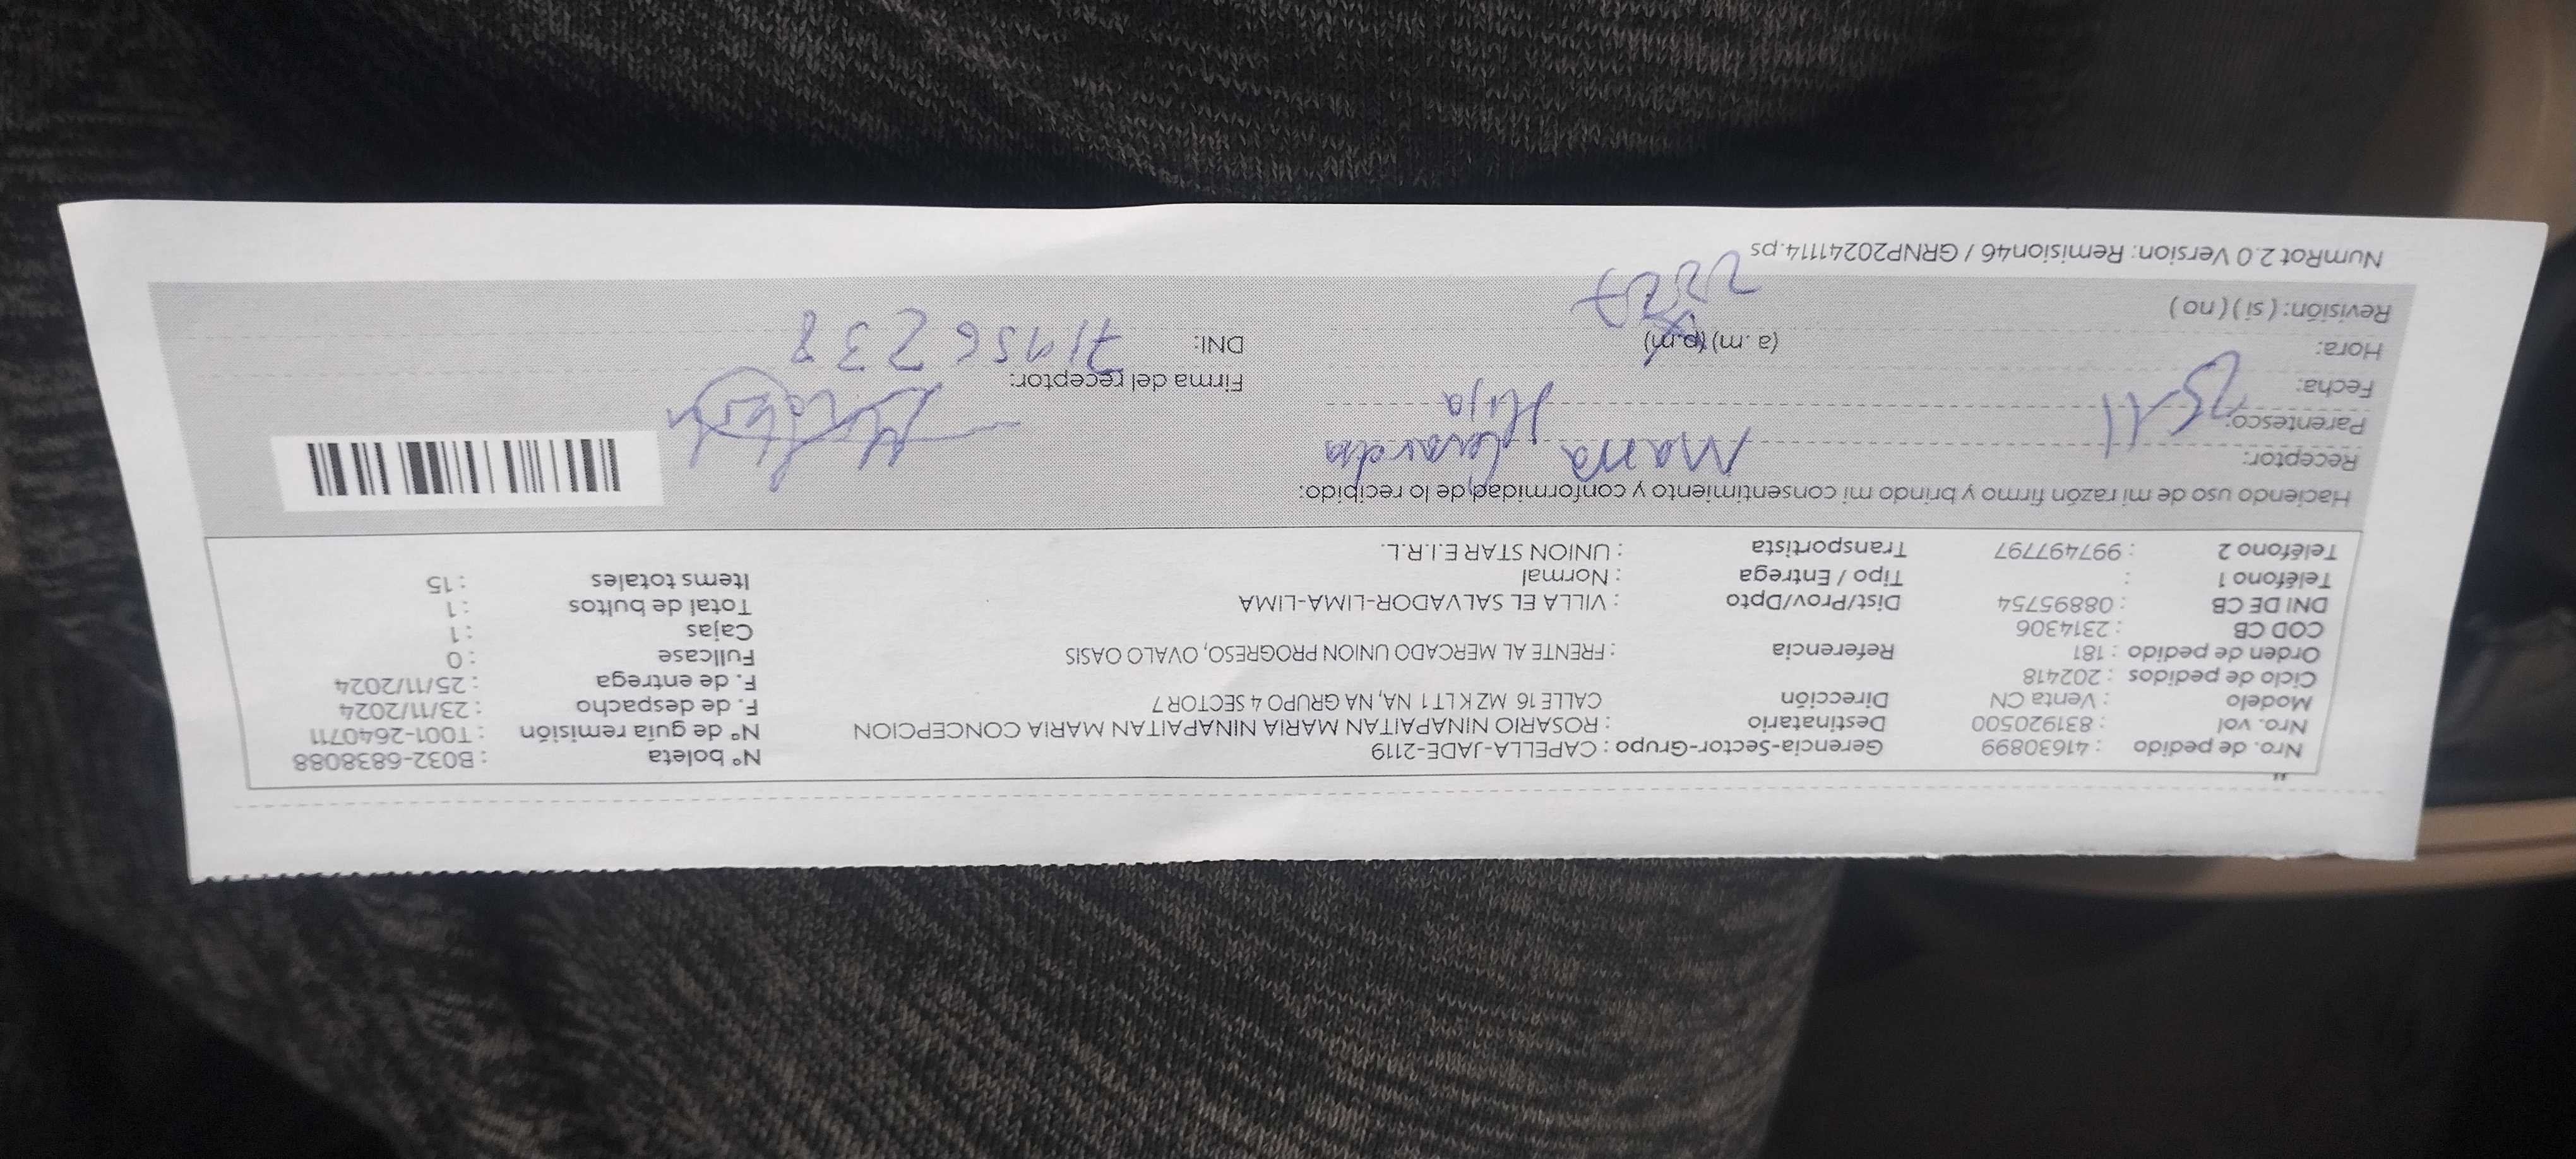 "
Nro. de pedido : 41630899 Gerencia-Sector-Grupo : CAPELLA-JADE-2119 N° boleta : B032-6838088
Nro. vol : 831920500 Destinatario : ROSARIO NINAPAITAN MARIA NINAPAITAN MARIA CONCEPCION N° de guía remisión : T001-2640711
Modelo : Venta CN Dirección CALLE 16 MZ K LT 1 NA, NA GRUPO 4 SECTOR 7 F. de despacho : 23/11/2024
Ciclo de pedidos : 202418 F. de entrega : 25/11/2024
Orden de pedido : 181 Referencia : FRENTE AL MERCADO UNION PROGRESO, OVALO OASIS Fullcase : 0
COD CB : 2314306 Cajas : 1
DNI DE CB : 08895754 Dist/Prov/Dpto : VILLA EL SALVADOR-LIMA-LIMA Total de bultos : 1
Teléfono 1 : Tipo / Entrega : Normal Items totales : 15
Teléfono 2 : 997497797 Transportista : UNION STAR E.I.R.L.
Haciendo uso de mi razón firmo y brindo mi consentimiento y conformidad, de lo recibido:
Receptor: Maria
Parentesco: Hija
Fecha: 25-11 Firma del receptor:
Hora: (a. m) (p.m) DNI: 71956238
Revisión: ( si ) ( no )
NumRot 2.0 Version: Remision46 / GRNP20241114.ps